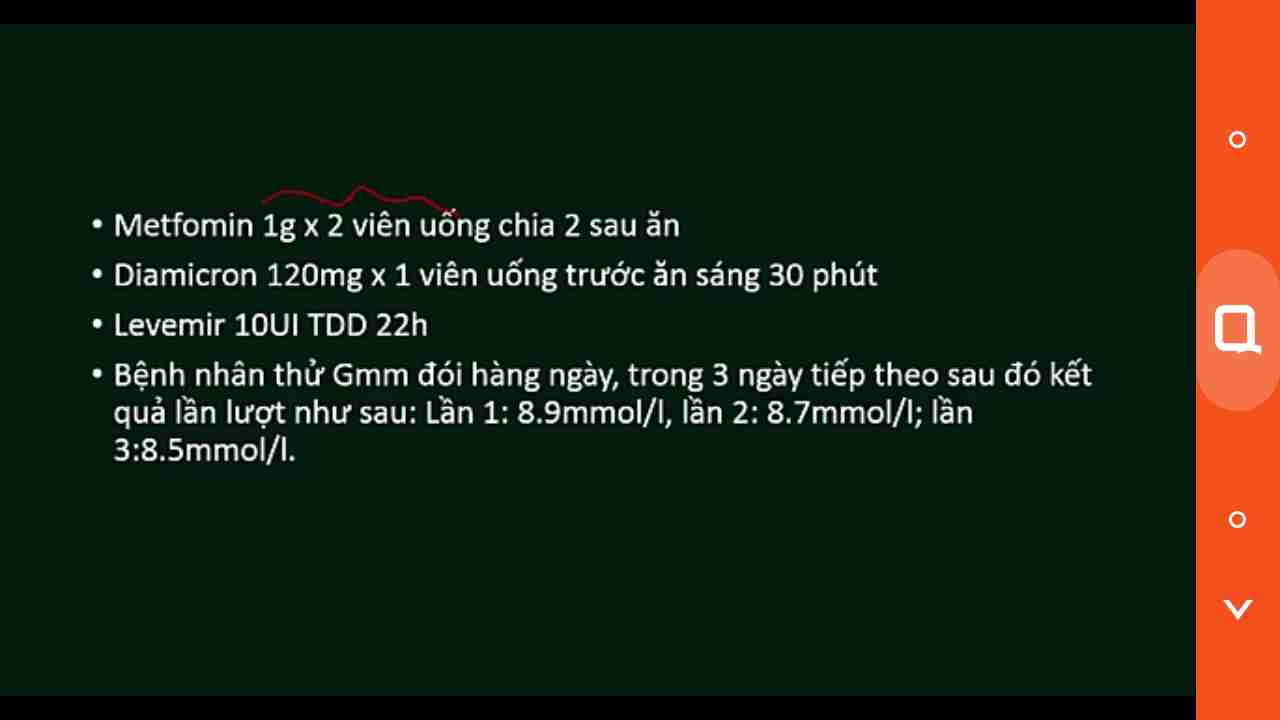 • Metfomin 1g x 2 viên uống chia 2 sau ăn
• Diamicron 120mg x 1 viên uống trước ăn sáng 30 phút
• Levemir 10UI TDD 22h
• Bệnh nhân thử Gmm đói hàng ngày, trong 3 ngày tiếp theo sau đó kết
quả lần lượt như sau: Lần 1: 8.9mmol/l, lần 2: 8.7mmol/l; lần
3:8.5mmol/l.